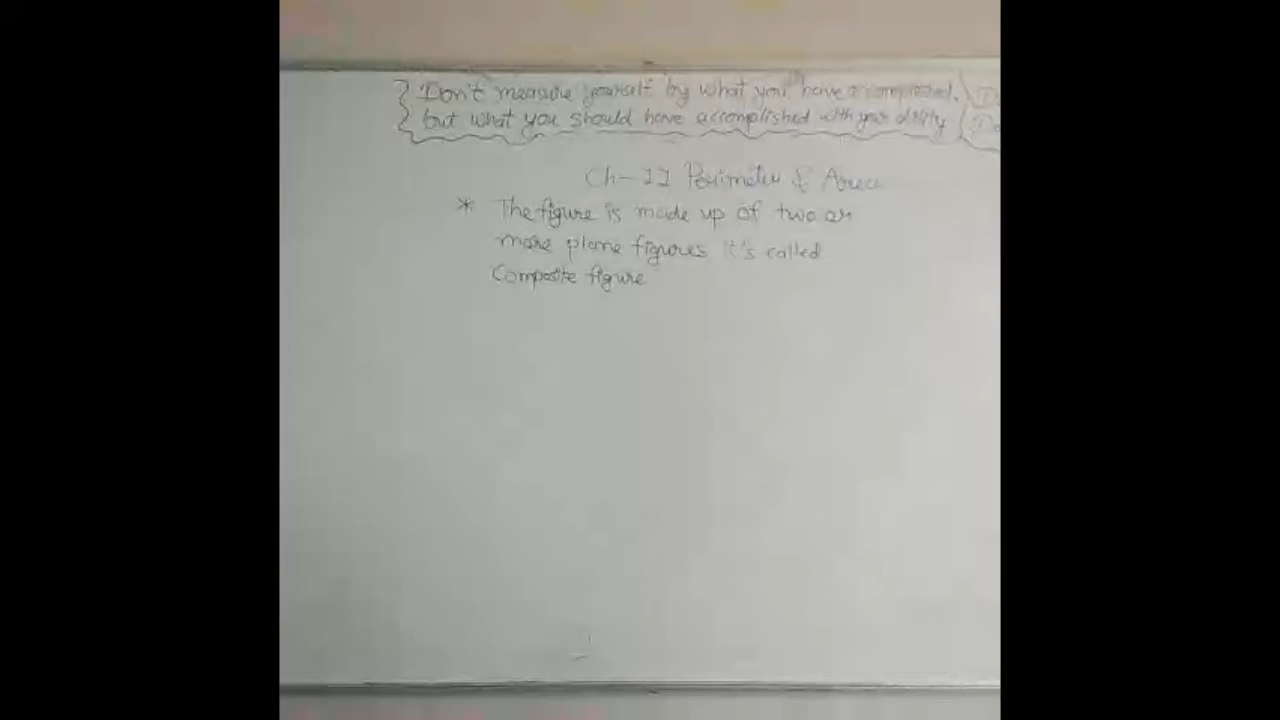 "Don't measure yourself by what you have accomplished,
but what you should have accomplished with your ability
Ch-11 Perimeter & Area
* The figure is made up of two or
more plane figures it's called
Composite figure